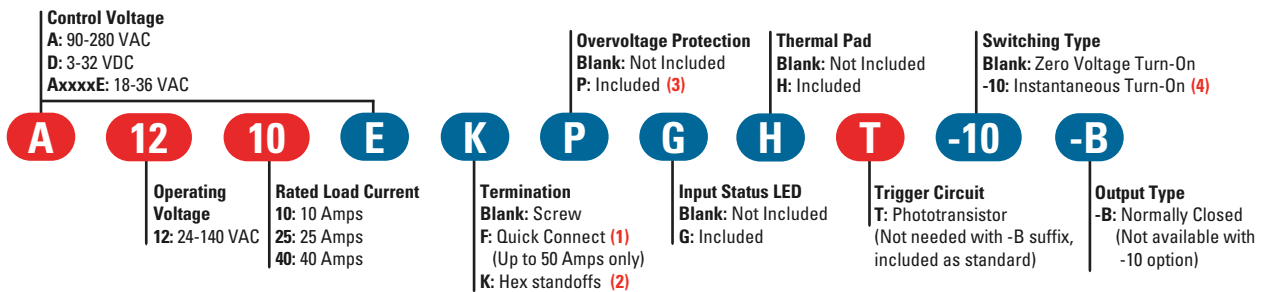 Control Voltage
A: 90-280 VAC
D: 3-32 VDC
AxxxxE: 18-36 VAC
Overvoltage Protection
Blank: Not Included
P: Included (3)
Thermal Pad
Blank: Not Included
H: Included
Switching Type
Blank: Zero Voltage Turn-On
-10: Instantaneous Turn-On (4)
A 12 10 E K P G H T -10 -B
Operating
Voltage
12: 24-140 VAC
Rated Load Current
10: 10 Amps
25: 25 Amps
40: 40 Amps
Termination
Blank: Screw
F: Quick Connect (1)
(Up to 50 Amps only)
K: Hex standoffs (2)
Input Status LED
Blank: Not Included
G: Included
Trigger Circuit
T: Phototransistor
(Not needed with -B suffix,
included as standard)
Output Type
-B: Normally Closed
(Not available with
-10 option)